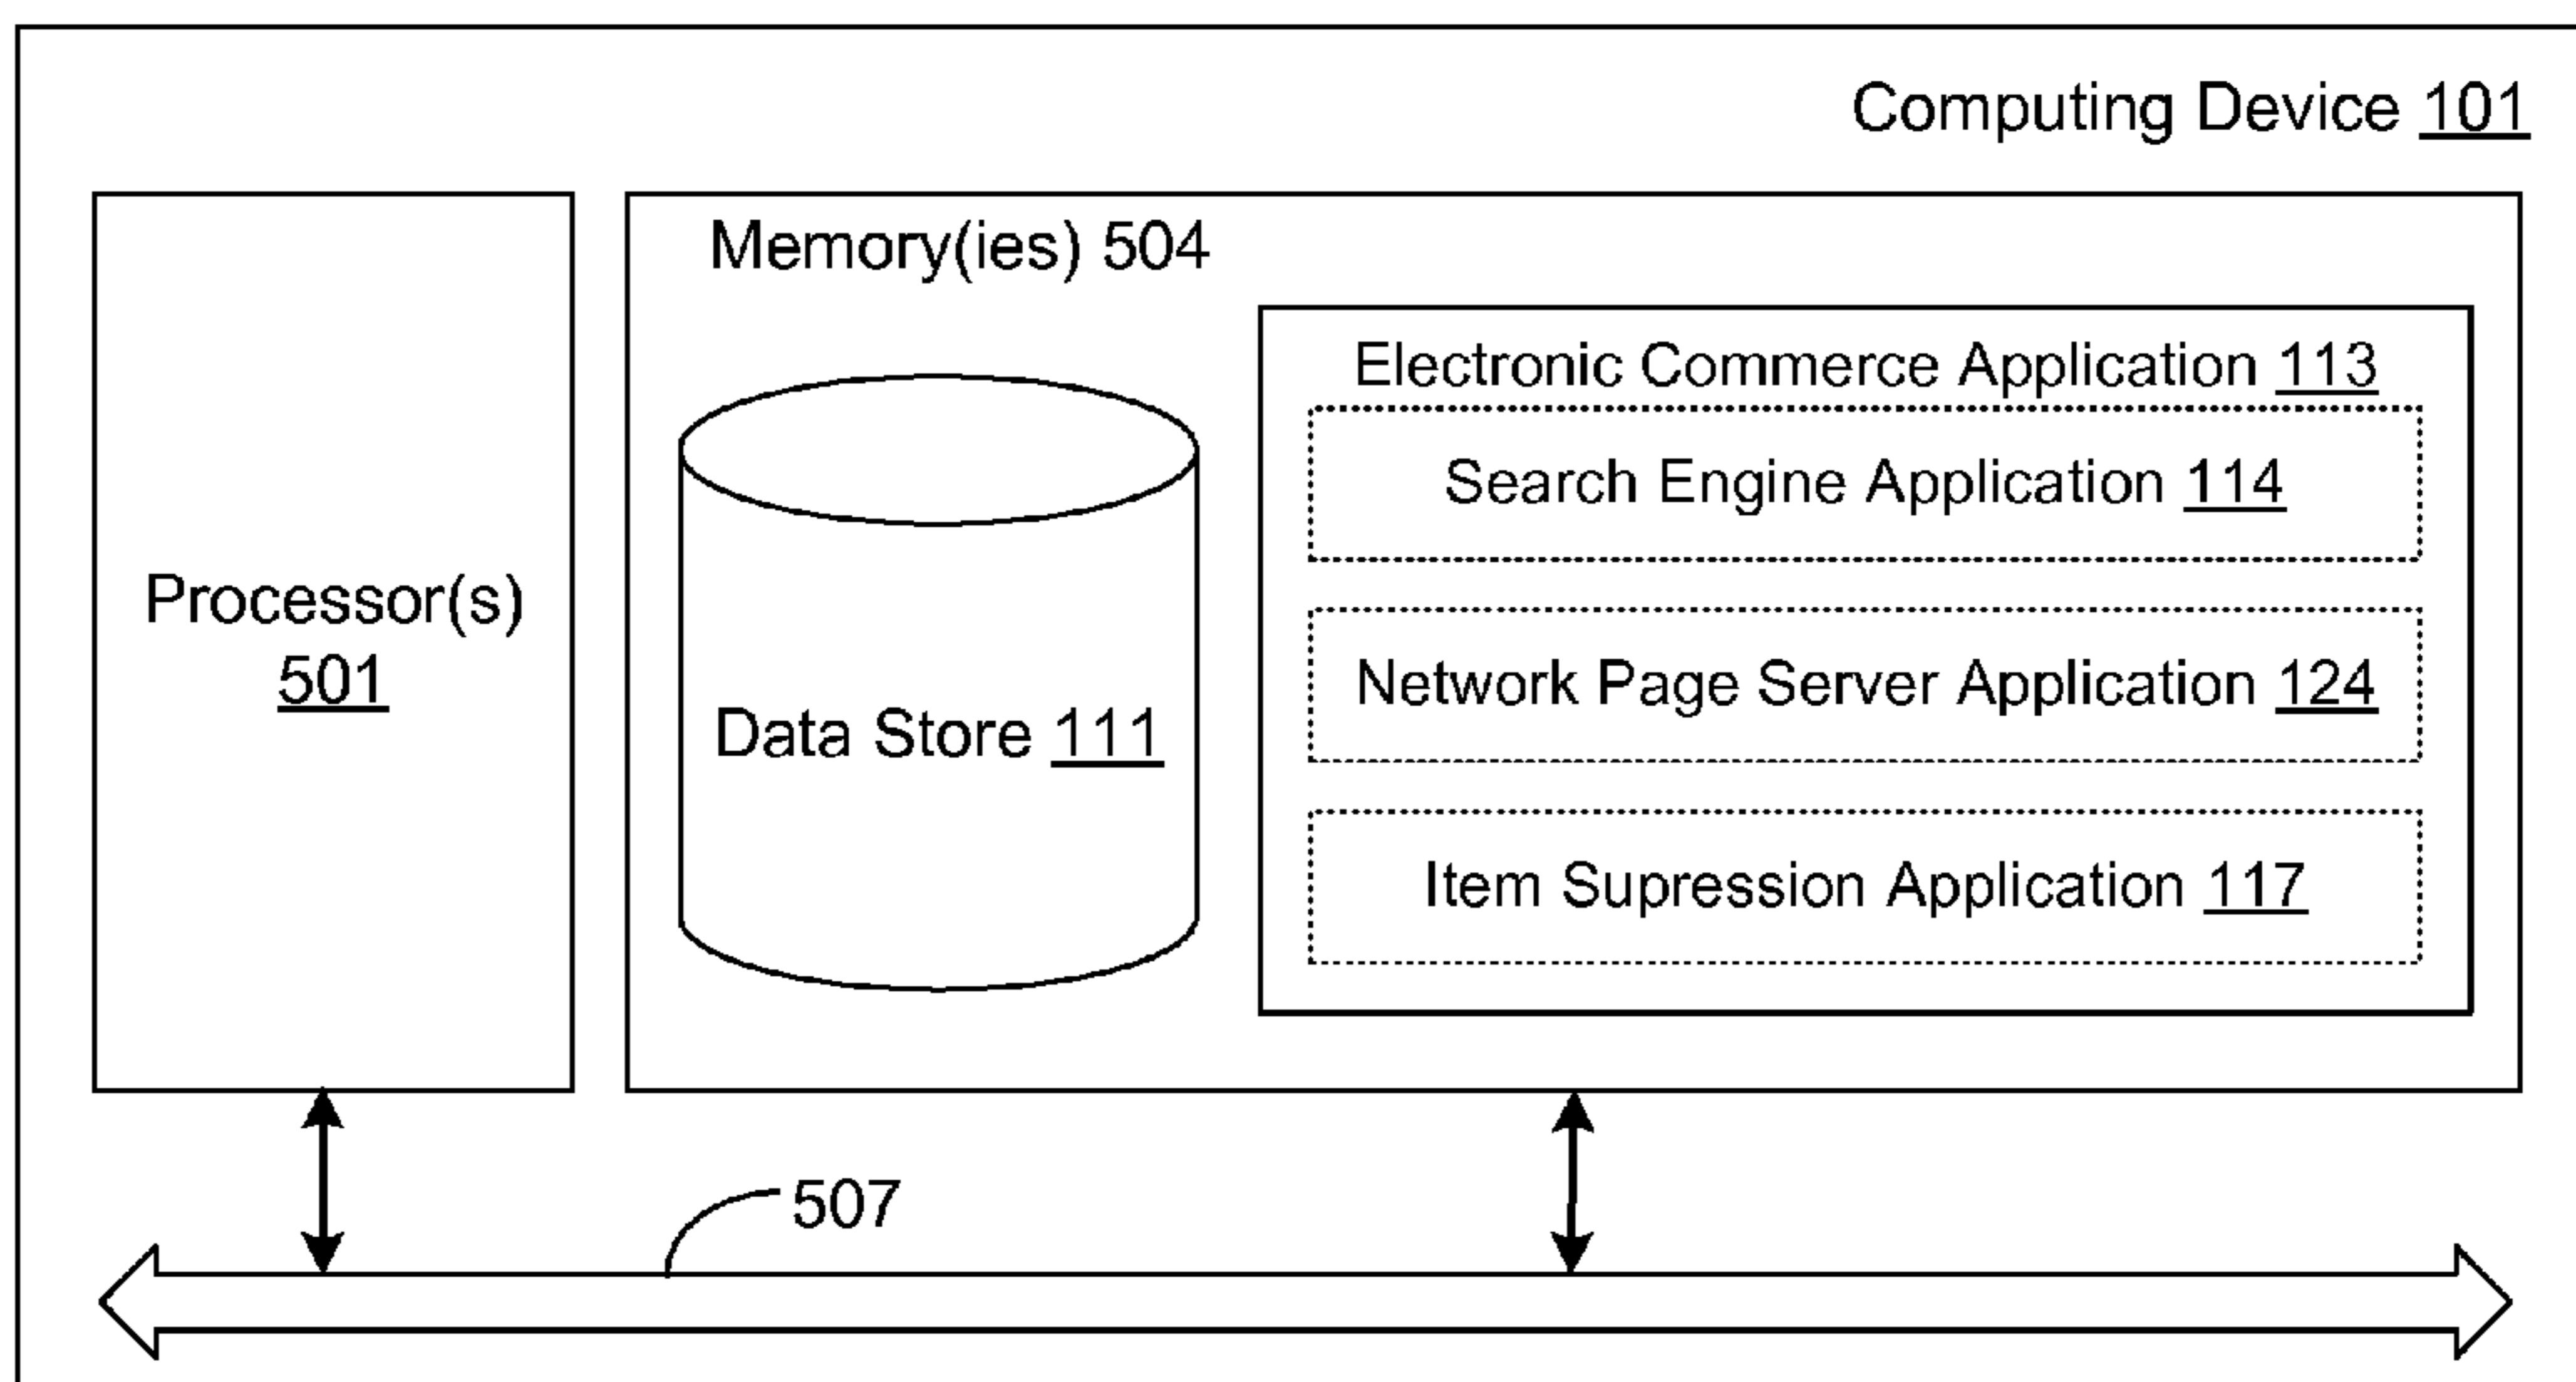 Computing Device 101
Memory(ies) 504
Electronic Commerce Application 113
Search Engine Application 114
Processor(s)
501
Network Page Server Application 124
Data Store 111
Item Supression Application 117
507